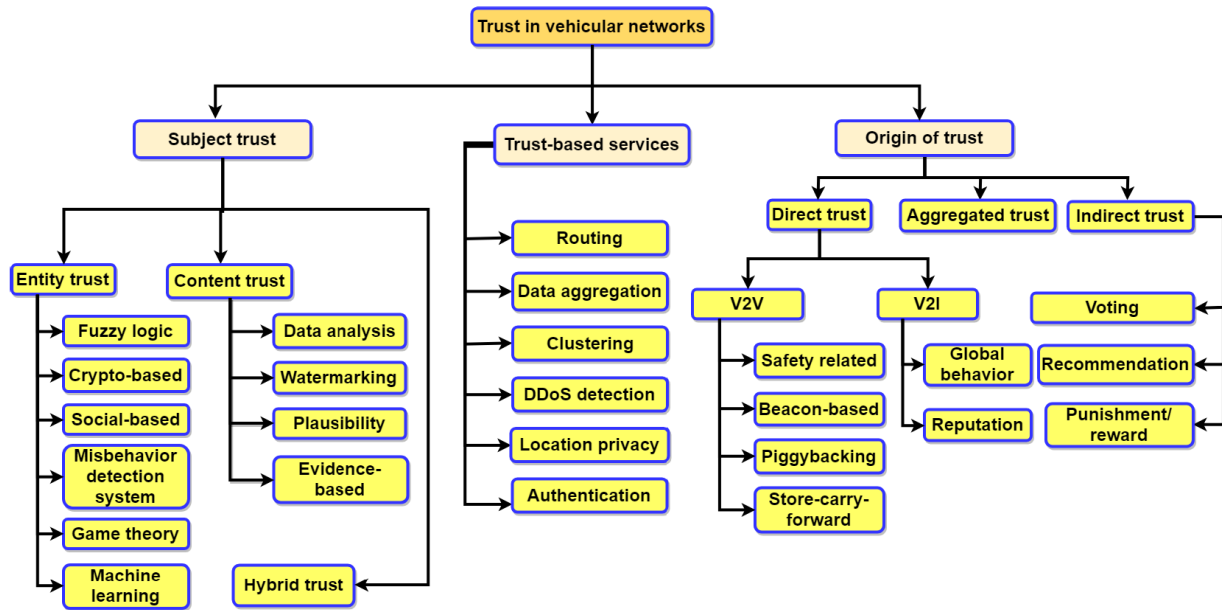 Trust in vehicular networks
Subject trust
Trust-based services
Origin of trust
Entity trust
Fuzzy logic
Crypto-based
Social-based
Misbehavior
detection
system
Game theory
Machine
learning
Content trust
Data analysis
Watermarking
Plausibility
Evidence-
based
Hybrid trust
Routing
Data aggregation
Clustering
DDoS detection
Location privacy
Authentication
Direct trust
Aggregated trust
Indirect trust
V2V
Safety related
Beacon-based
Piggybacking
Store-carry-
forward
V2I
Global
behavior
Reputation
Voting
Recommendation
Punishment/
reward